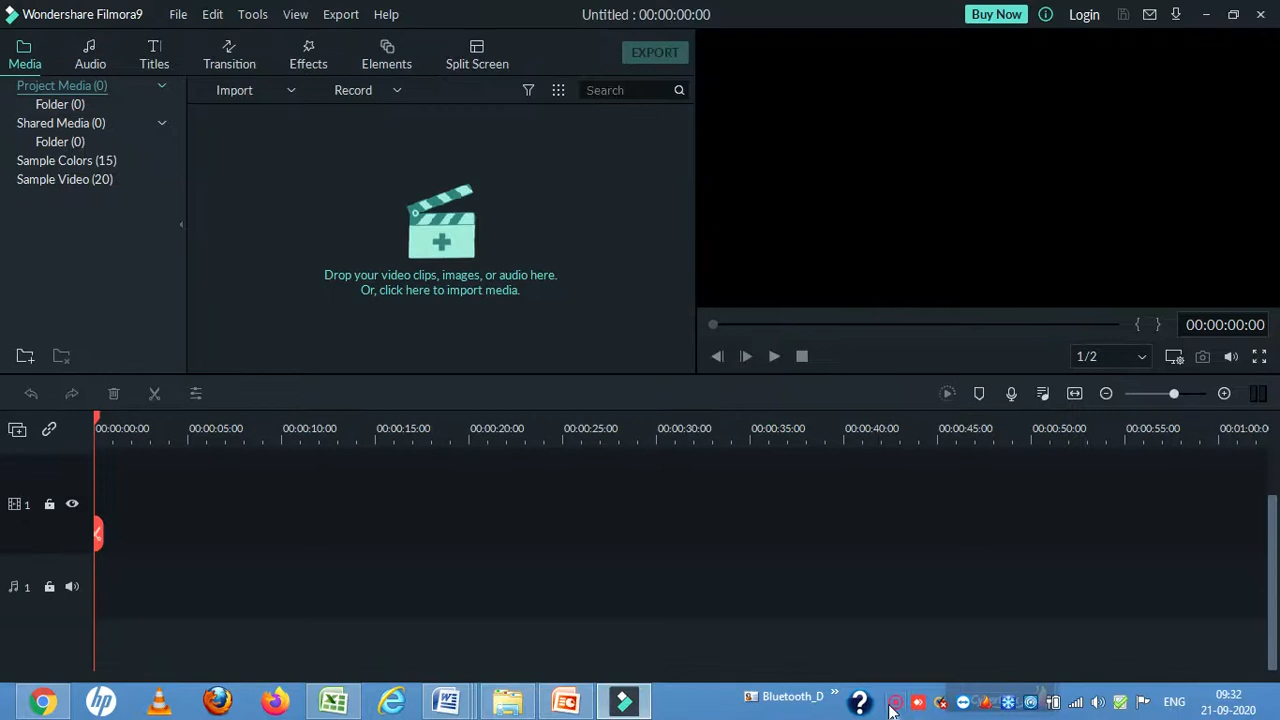 Wondershare Filmora9
File
Edit
Tools
View
Export
Help
Untitled : 00:00:00:00
Buy Now
Login
Media
Audio
Titles
Transition
Effects
Elements
Split Screen
EXPORT
Project Media (0)
Folder (0)
Shared Media (0)
Folder (0)
Sample Colors (15)
Sample Video (20)
Import
Record
Search
Drop your video clips, images, or audio here.
Or, click here to import media.
00:00:00:00
1/2
00:00:00:00
00:00:05:00
00:00:10:00
00:00:15:00
00:00:20:00
00:00:25:00
00:00:30:00
00:00:35:00
00:00:40:00
00:00:45:00
00:00:50:00
00:00:55:00
00:01:00:0
1
1
Bluetooth_D
ENG
09:32
21-09-2020